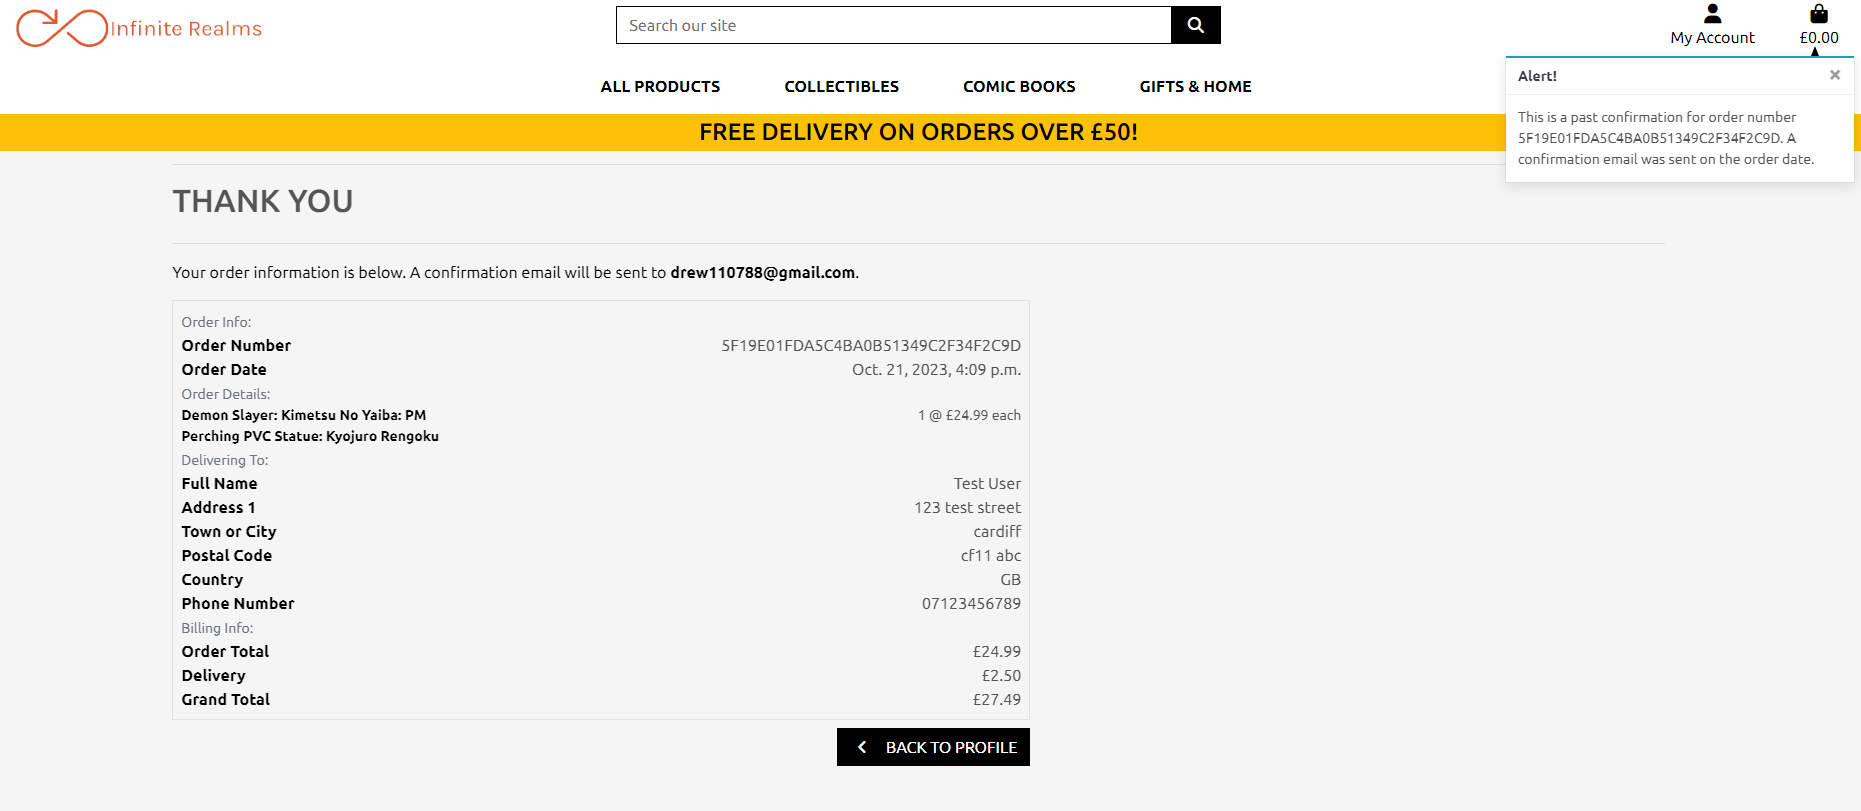 Infinite Realms
Search our site
My Account
£0.00
ALL PRODUCTS
COLLECTIBLES
COMIC BOOKS
GIFTS & HOME
Alert!
×
This is a past confirmation for order number
5F19E01FDA5C4BA0B51349C2F34F2C9D. A
confirmation email was sent on the order date.
FREE DELIVERY ON ORDERS OVER £50!
THANK YOU
Your order information is below. A confirmation email will be sent to drew110788@gmail.com.
Order Info:
Order Number 5F19E01FDA5C4BA0B51349C2F34F2C9D
Order Date Oct. 21, 2023, 4:09 p.m.
Order Details:
Demon Slayer: Kimetsu No Yaiba: PM 1 @ £24.99 each
Perching PVC Statue: Kyojuro Rengoku
Delivering To:
Full Name Test User
Address 1 123 test street
Town or City cardiff
Postal Code cf11 abc
Country GB
Phone Number 07123456789
Billing Info:
Order Total £24.99
Delivery £2.50
Grand Total £27.49
BACK TO PROFILE